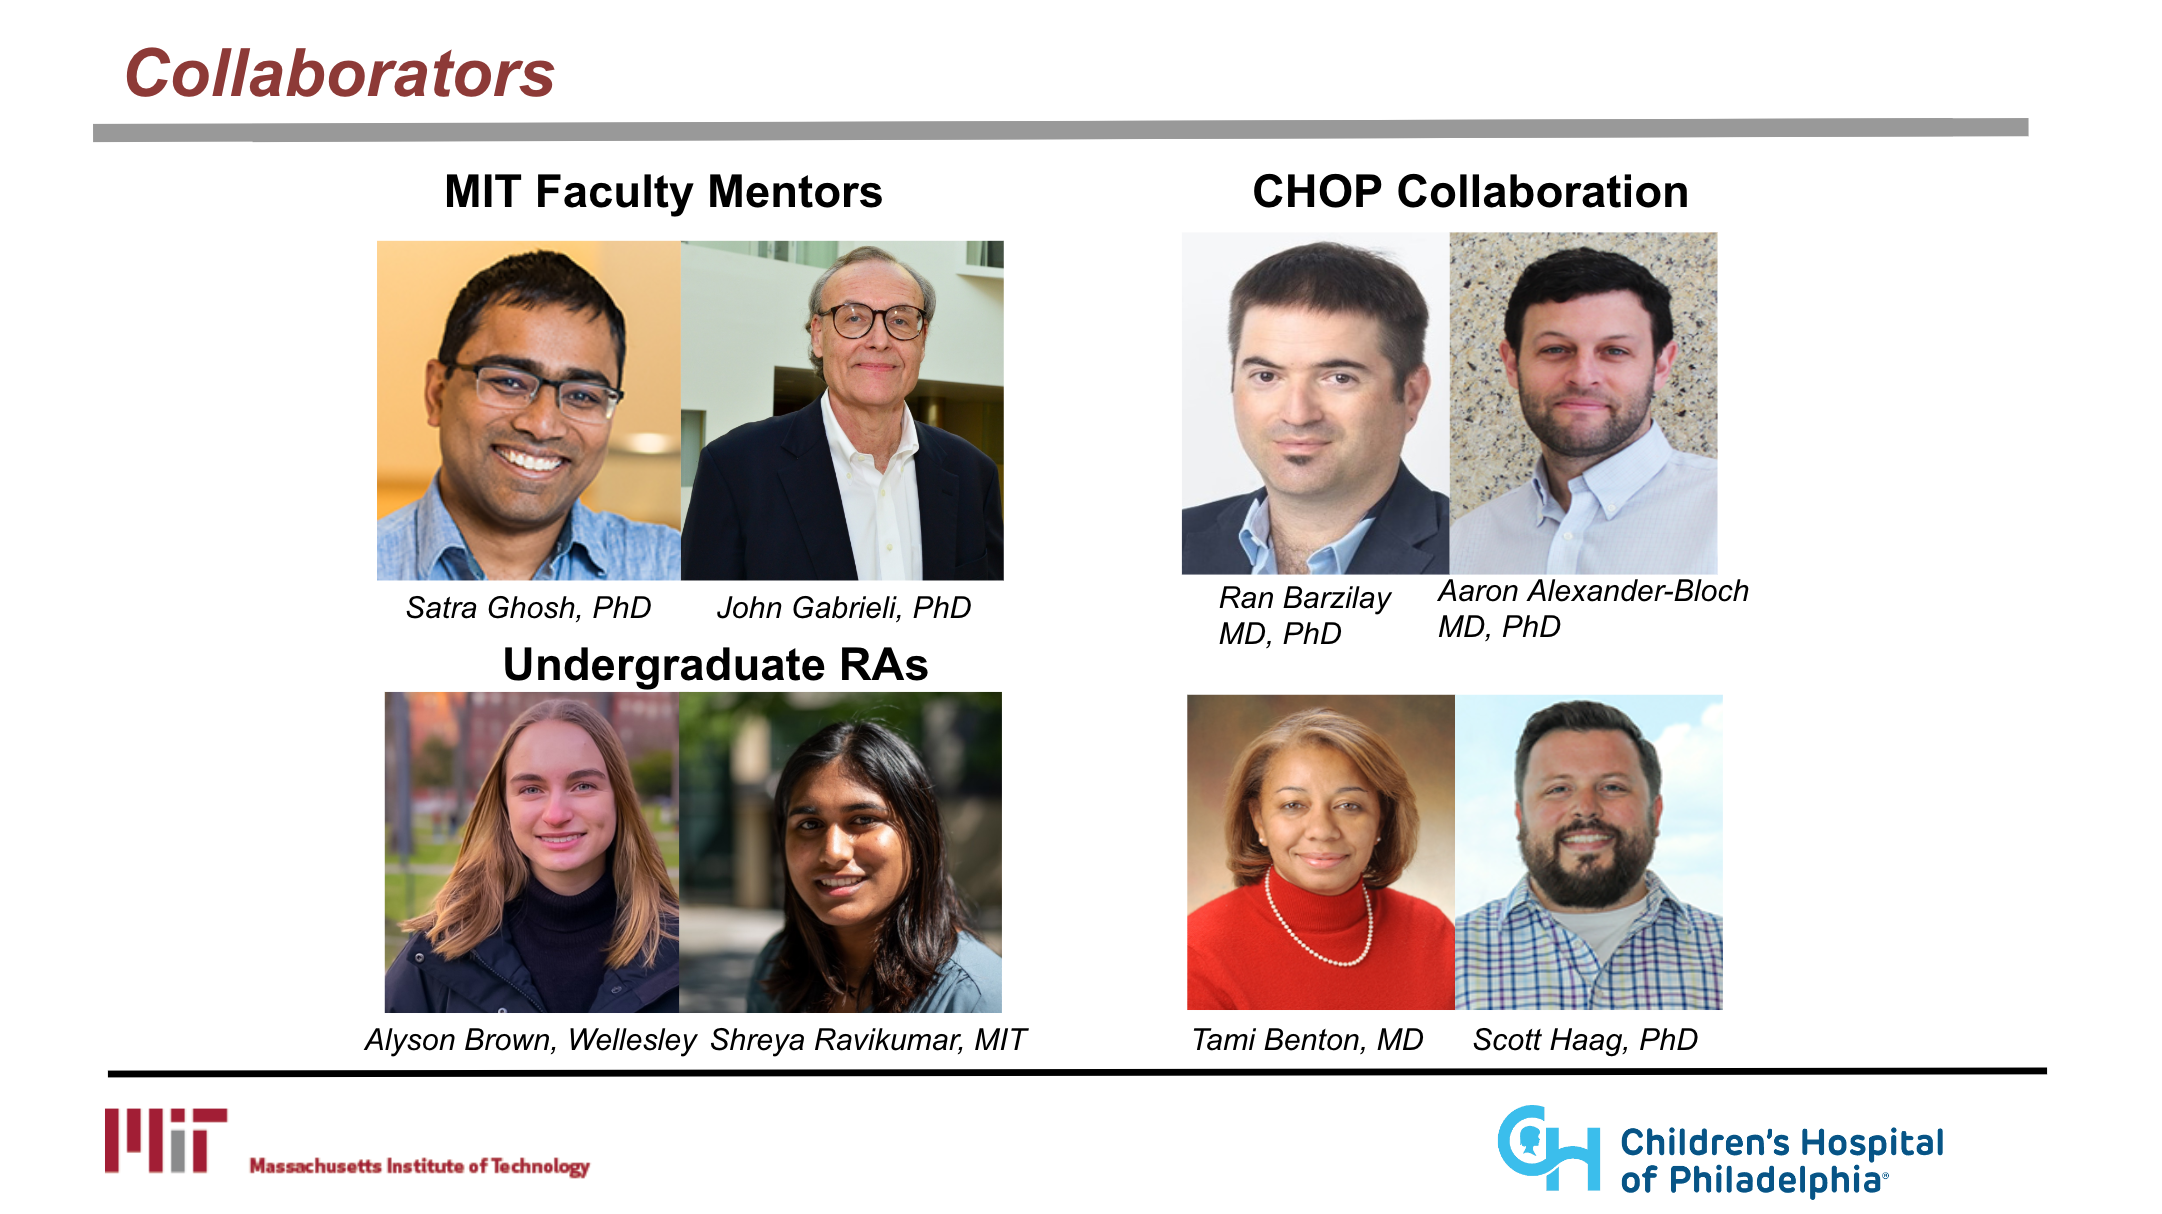 Collaborators
MIT Faculty Mentors
Satra Ghosh, PhD
John Gabrieli, PhD
Undergraduate RAs
Alyson Brown, Wellesley
Shreya Ravikumar, MIT
CHOP Collaboration
Ran Barzilay
MD, PhD
Aaron Alexander-Bloch
MD, PhD
Tami Benton, MD
Scott Haag, PhD
MIT
Massachusetts Institute of Technology
CH
Children's Hospital
of Philadelphia®